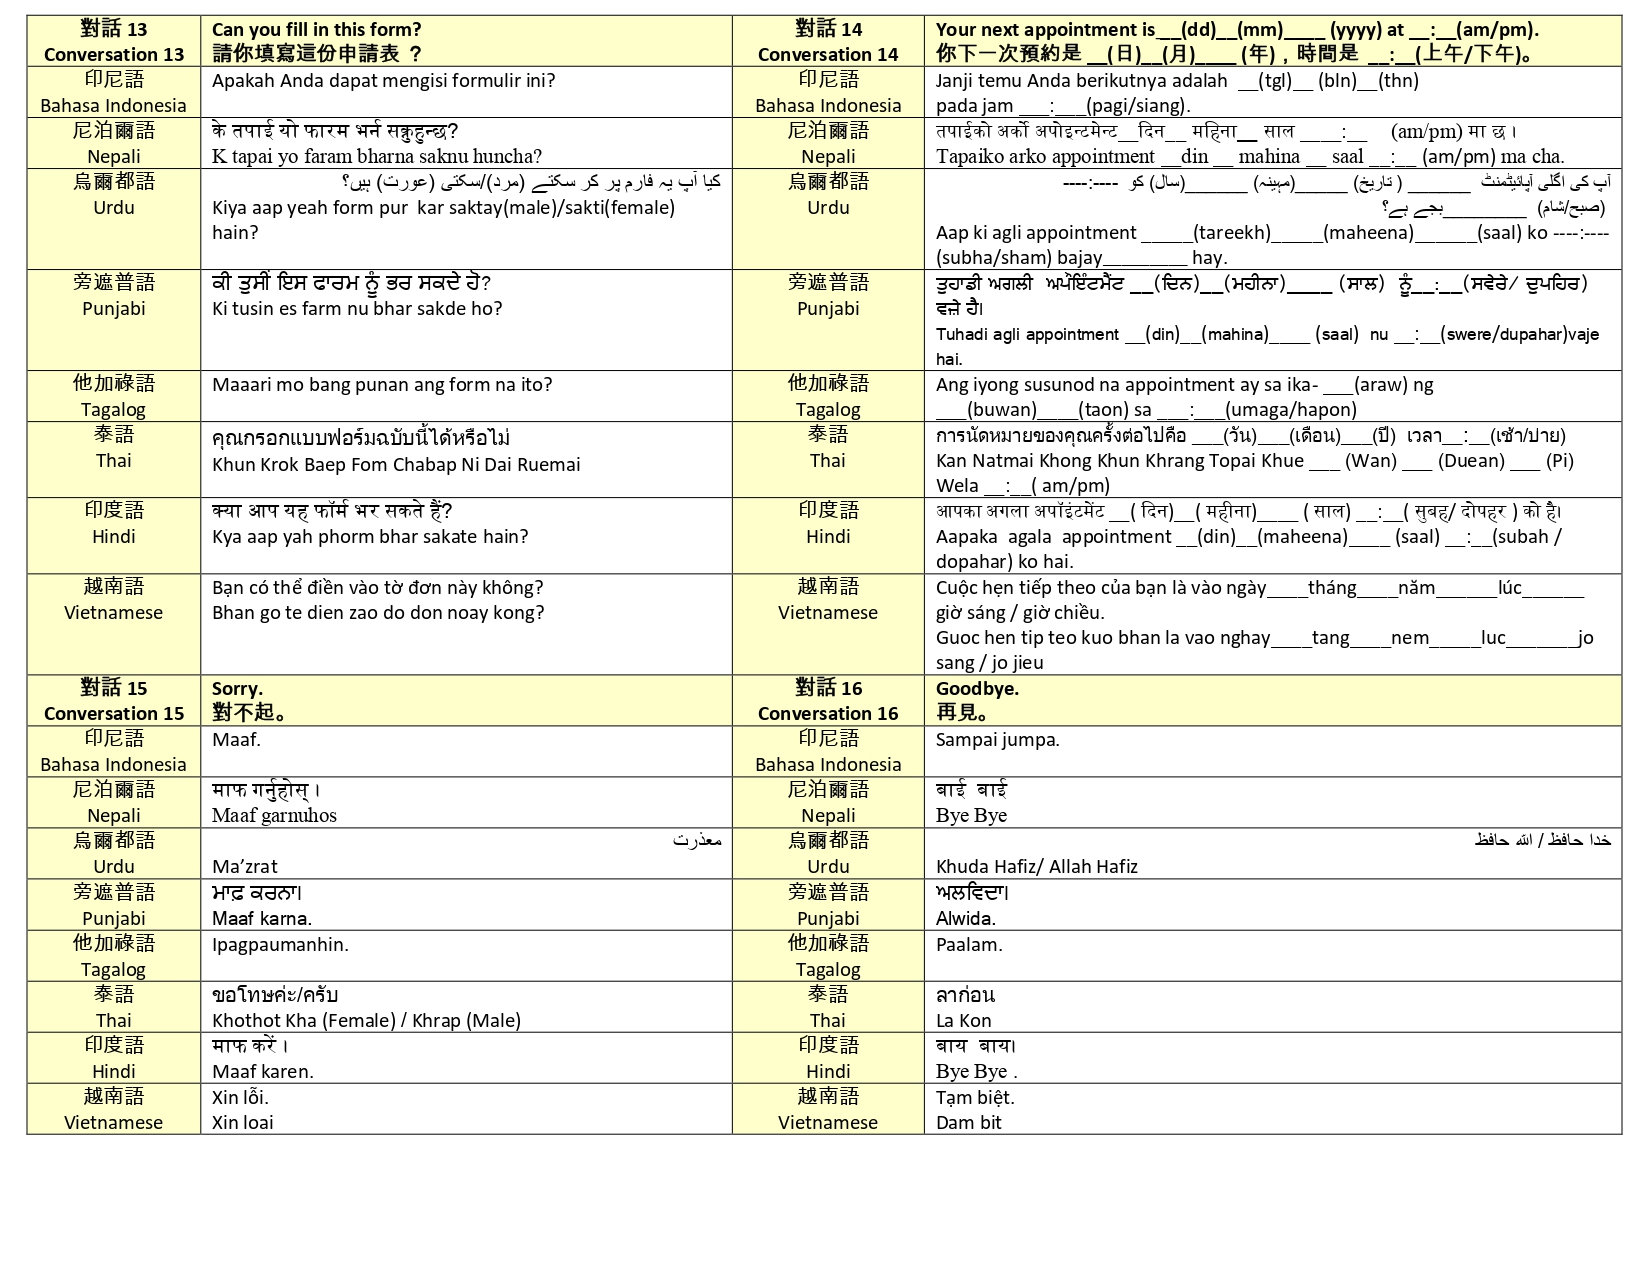 對話 13
Conversation 13
Can you fill in this form?
請你填寫這份申請表 ？
對話 14
Conversation 14
Your next appointment is __(dd)__(mm)____ (yyyy) at __:__(am/pm).
你下一次預約是 __(日)__(月)____ (年)，時間是 __:__(上午/下午)。
印尼語
Bahasa Indonesia
Apakah Anda dapat mengisi formulir ini?
印尼語
Bahasa Indonesia
Janji temu Anda berikutnya adalah __(tgl)__ (bln)__(thn)
pada jam ___:___(pagi/siang).
尼泊爾語
Nepali
के तपाई यो फारम भर्न सक्नुहुन्छ?
K tapai yo faram bharna saknu huncha?
尼泊爾語
Nepali
तपाईको अर्को अपोइन्टमेन्ट__दिन__ महिना__ साल ____:__ (am/pm) मा छ ।
Tapaiko arko appointment __din __ mahina __ saal __:__ (am/pm) ma cha.
烏爾都語
Urdu
کیا آپ یہ فارم پر کر سکتے (مرد)/سکتی (عورت) ہیں؟
Kiya aap yeah form pur kar saktay(male)/sakti(female)
hain?
烏爾都語
Urdu
آپ کی اگلی آپائیٹمنٹ ______ ( تاریخ) _____(مہینہ) ______(سال) کو ----:----
(صبح/شام) ________بجے ہے؟
Aap ki agli appointment _____(tareekh)_____(maheena)______(saal) ko ----:----
(subha/sham) bajay________ hay.
旁遮普語
Punjabi
ਕੀ ਤੁਸੀਂ ਇਸ ਫਾਰਮ ਨੂੰ ਭਰ ਸਕਦੇ ਹੋ?
Ki tusin es farm nu bhar sakde ho?
旁遮普語
Punjabi
ਤੁਹਾਡੀ ਅਗਲੀ ਅਪੌਇੰਟਮੈਂਟ __(ਦਿਨ)__(ਮਹੀਨਾ)____ (ਸਾਲ) ਨੂੰ__:__(ਸਵੇਰੇ/ ਦੁਪਹਿਰ)
ਵਜ਼ੇ ਹੈ।
Tuhadi agli appointment __(din)__(mahina)____ (saal) nu __:__(swere/dupahar)vaje
hai.
他加祿語
Tagalog
Maaari mo bang punan ang form na ito?
他加祿語
Tagalog
Ang iyong susunod na appointment ay sa ika- ___(araw) ng
___(buwan)____(taon) sa ___:___(umaga/hapon)
泰語
Thai
คุณกรอกแบบฟอร์มฉบับนี้ได้หรือไม่
Khun Krok Baep Fom Chabap Ni Dai Ruemai
泰語
Thai
การนัดหมายของคุณครั้งต่อไปคือ ___(วัน)___(เดือน)___(ปี) เวลา__:__(เช้า/บ่าย)
Kan Natmai Khong Khun Khrang Topai Khue ___ (Wan) ___ (Duean) ___ (Pi)
Wela __:__( am/pm)
印度語
Hindi
क्या आप यह फॉर्म भर सकते हैं?
Kya aap yah phorm bhar sakate hain?
印度語
Hindi
आपका अगला अपॉइंटमेंट __( दिन)__( महीना)____ ( साल) __:__( सुबह/ दोपहर ) को है।
Aapaka agala appointment __(din)__(maheena)____ (saal) __:__(subah /
dopahar) ko hai.
越南語
Vietnamese
Bạn có thể điền vào tờ đơn này không?
Bhan go te dien zao do don noay kong?
越南語
Vietnamese
Cuộc hẹn tiếp theo của bạn là vào ngày____tháng____năm______lúc______
giờ sáng / giờ chiều.
Guoc hen tip teo kuo bhan la vao nghay____tang____nem_____luc_______jo
sang / jo jieu
對話 15
Conversation 15
Sorry.
對不起。
對話 16
Conversation 16
Goodbye.
再見。
印尼語
Bahasa Indonesia
Maaf.
印尼語
Bahasa Indonesia
Sampai jumpa.
尼泊爾語
Nepali
माफ गर्नुहोस् ।
Maaf garnuhos
尼泊爾語
Nepali
बाई बाई
Bye Bye
烏爾都語
Urdu
معذرت
Ma’zrat
烏爾都語
Urdu
خدا حافظ / اللہ حافظ
Khuda Hafiz/ Allah Hafiz
旁遮普語
Punjabi
ਮਾਫ਼ ਕਰਨਾ।
Maaf karna.
旁遮普語
Punjabi
ਅਲਵਿਦਾ।
Alwida.
他加祿語
Tagalog
Ipagpaumanhin.
他加祿語
Tagalog
Paalam.
泰語
Thai
ขอโทษค่ะ/ครับ
Khothot Kha (Female) / Khrap (Male)
泰語
Thai
ลาก่อน
La Kon
印度語
Hindi
माफ करें ।
Maaf karen.
印度語
Hindi
बाय बाय।
Bye Bye .
越南語
Vietnamese
Xin lỗi.
Xin loai
越南語
Vietnamese
Tạm biệt.
Dam bit